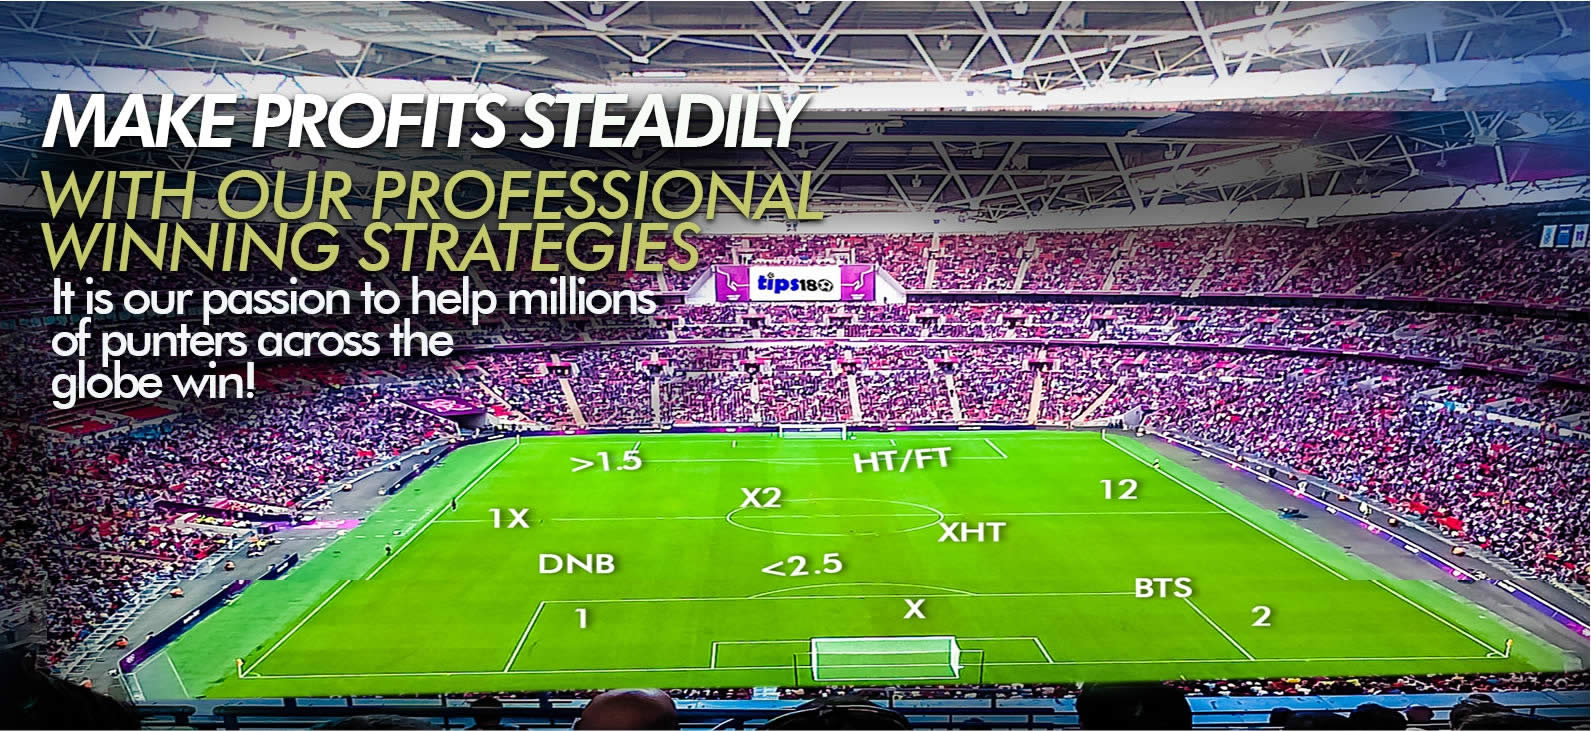 MAKE PROFITS STEADILY
WITH OUR PROFESSIONAL
WINNING STRATEGIES
It is our passion to help millions
of punters across the
globe win!
tips180
>1.5
HT/FT
X2
12
1X
XHT
DNB
<2.5
BTS
1
X
2